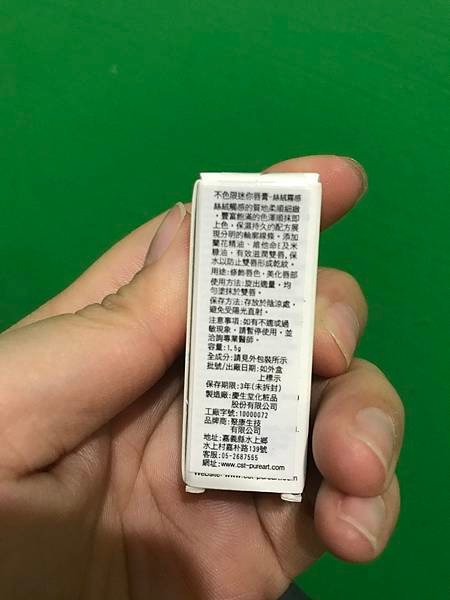 不色限迷你唇膏-絲絨霧感
絲絨觸感的質地柔順細緻
，豐富飽滿的色澤順抹即
上色，保濕持久的配方展
現分明的輪廓線條。添加
蘭花精油、維他命E及米
糠油，有效滋潤雙唇，保
水以防止雙唇形成乾紋。
用途:修飾唇色，美化唇部
使用方法:旋出適量，均
勻塗抹於雙唇。
保存方法:存放於陰涼處，
避免受陽光直射。
注意事項:如有不適或過
敏現象，請暫停使用，並
洽詢專業醫師。
容量:1.5g
全成分:請見外包裝所示
批號/出廠日期:如外盒
上標示
保存期限:3年(未拆封)
製造廠:慶生堂化粧品
股份有限公司
工廠字號:10000072
品牌商:聚康生技
有限公司
地址:嘉義縣水上鄉
水上村嘉朴路139號
客服:05-2687555
網址:www.cst-pureart.com